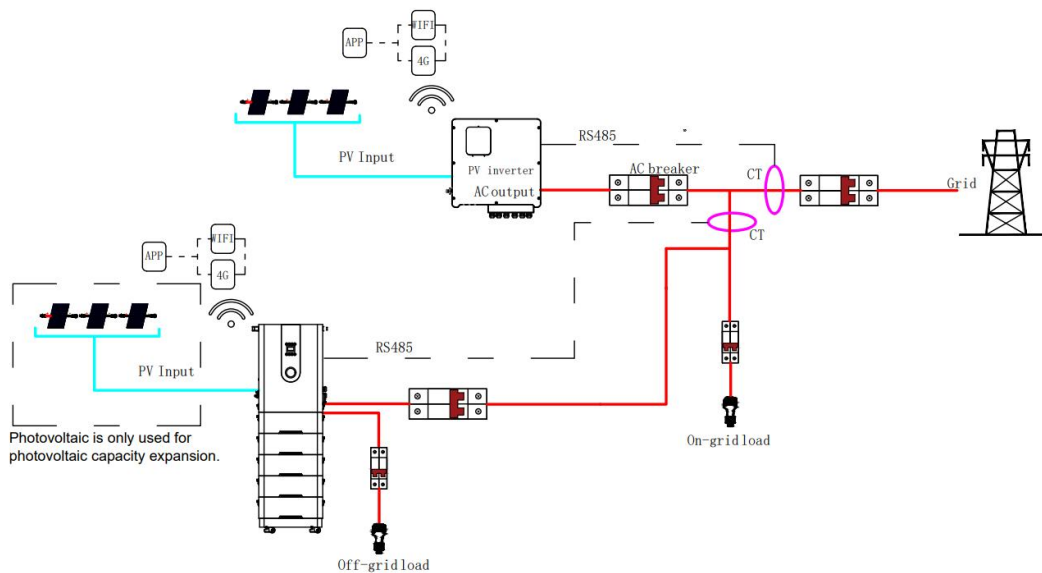 WIFI
APP
4G
RS485
PV Input
PV inverter
AC breaker
CT
AC output
Grid
CT
WIFI
APP
4G
RS485
PV Input
Photovoltaic is only used for
photovoltaic capacity expansion.
On-grid load
Off-grid load